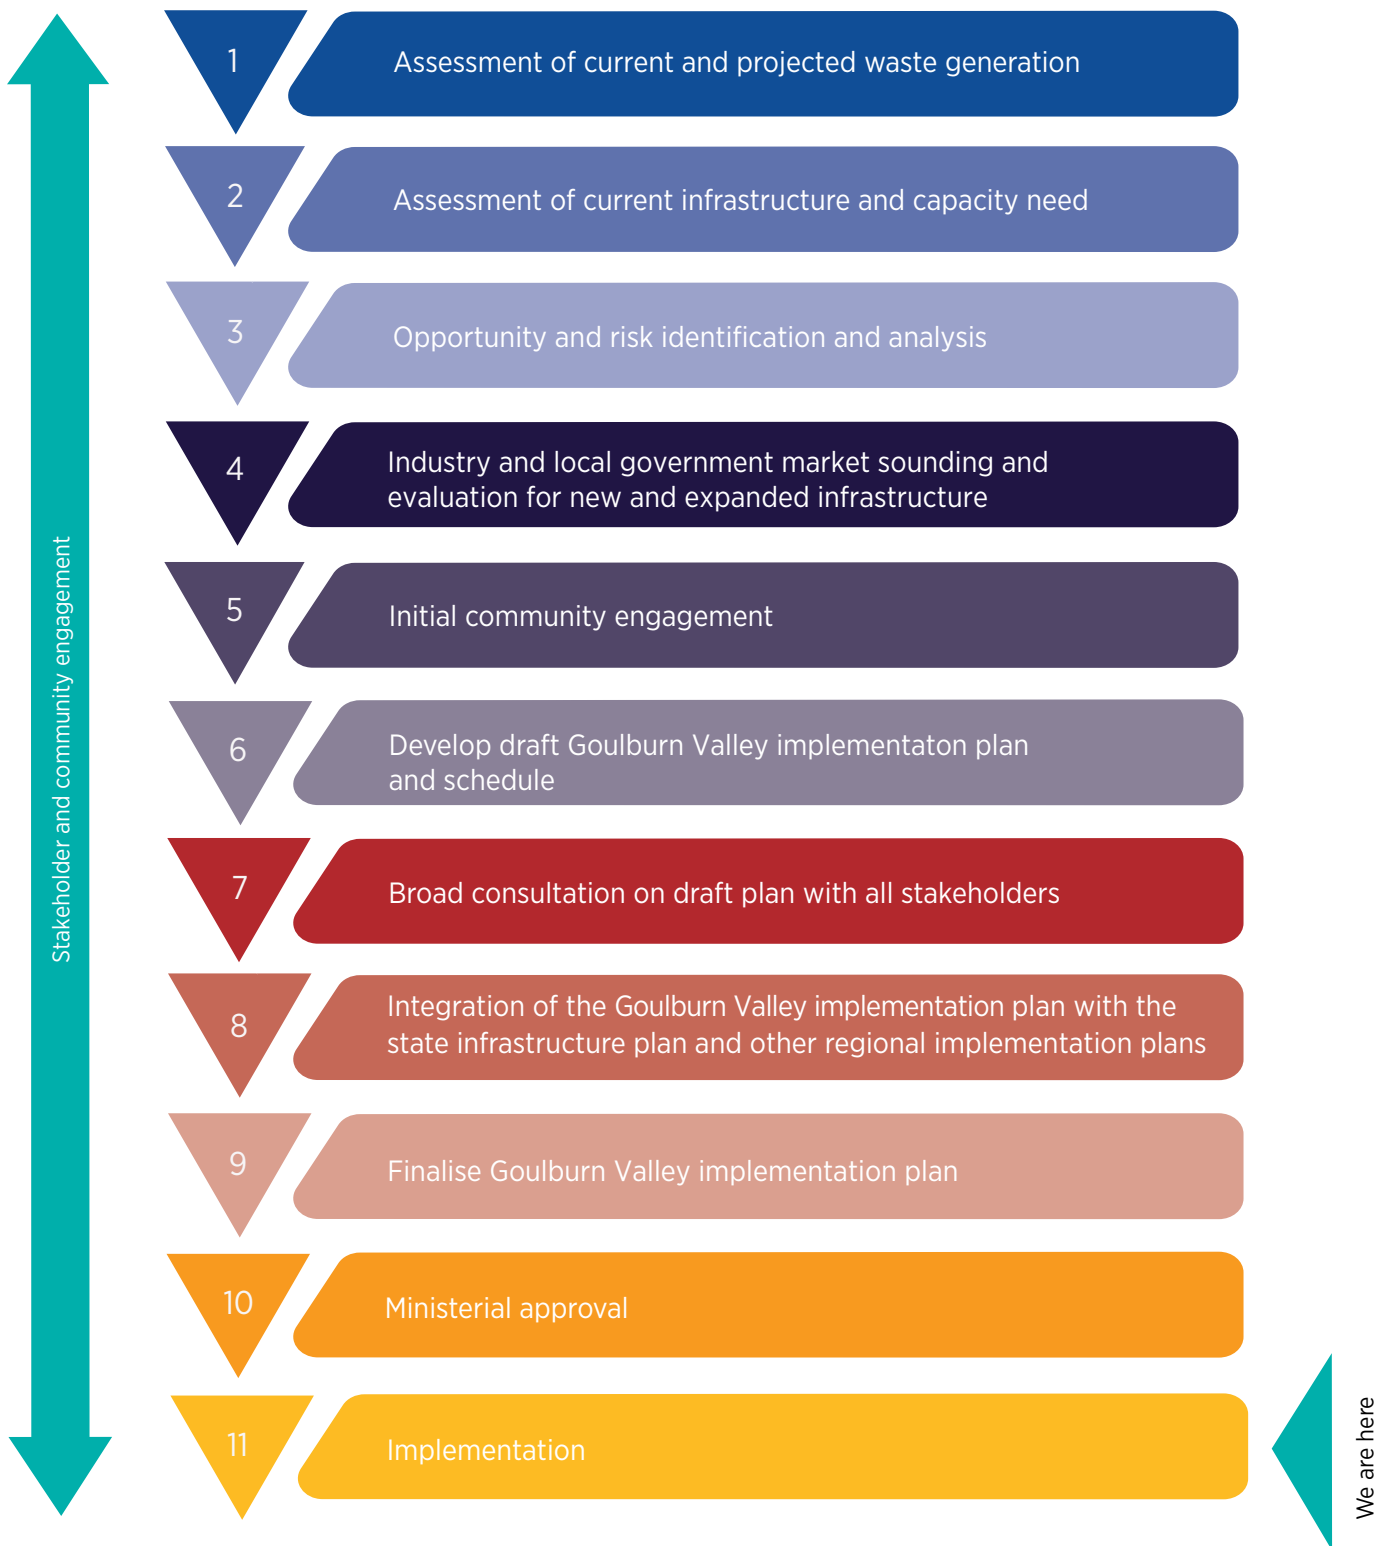 Stakeholder and community engagement
1
Assessment of current and projected waste generation
2
Assessment of current infrastructure and capacity need
3
Opportunity and risk identification and analysis
4
Industry and local government market sounding and
evaluation for new and expanded infrastructure
5
Initial community engagement
6
Develop draft Goulburn Valley implementaton plan
and schedule
7
Broad consultation on draft plan with all stakeholders
8
Integration of the Goulburn Valley implementation plan with the
state infrastructure plan and other regional implementation plans
9
Finalise Goulburn Valley implementation plan
10
Ministerial approval
11
Implementation
We are here